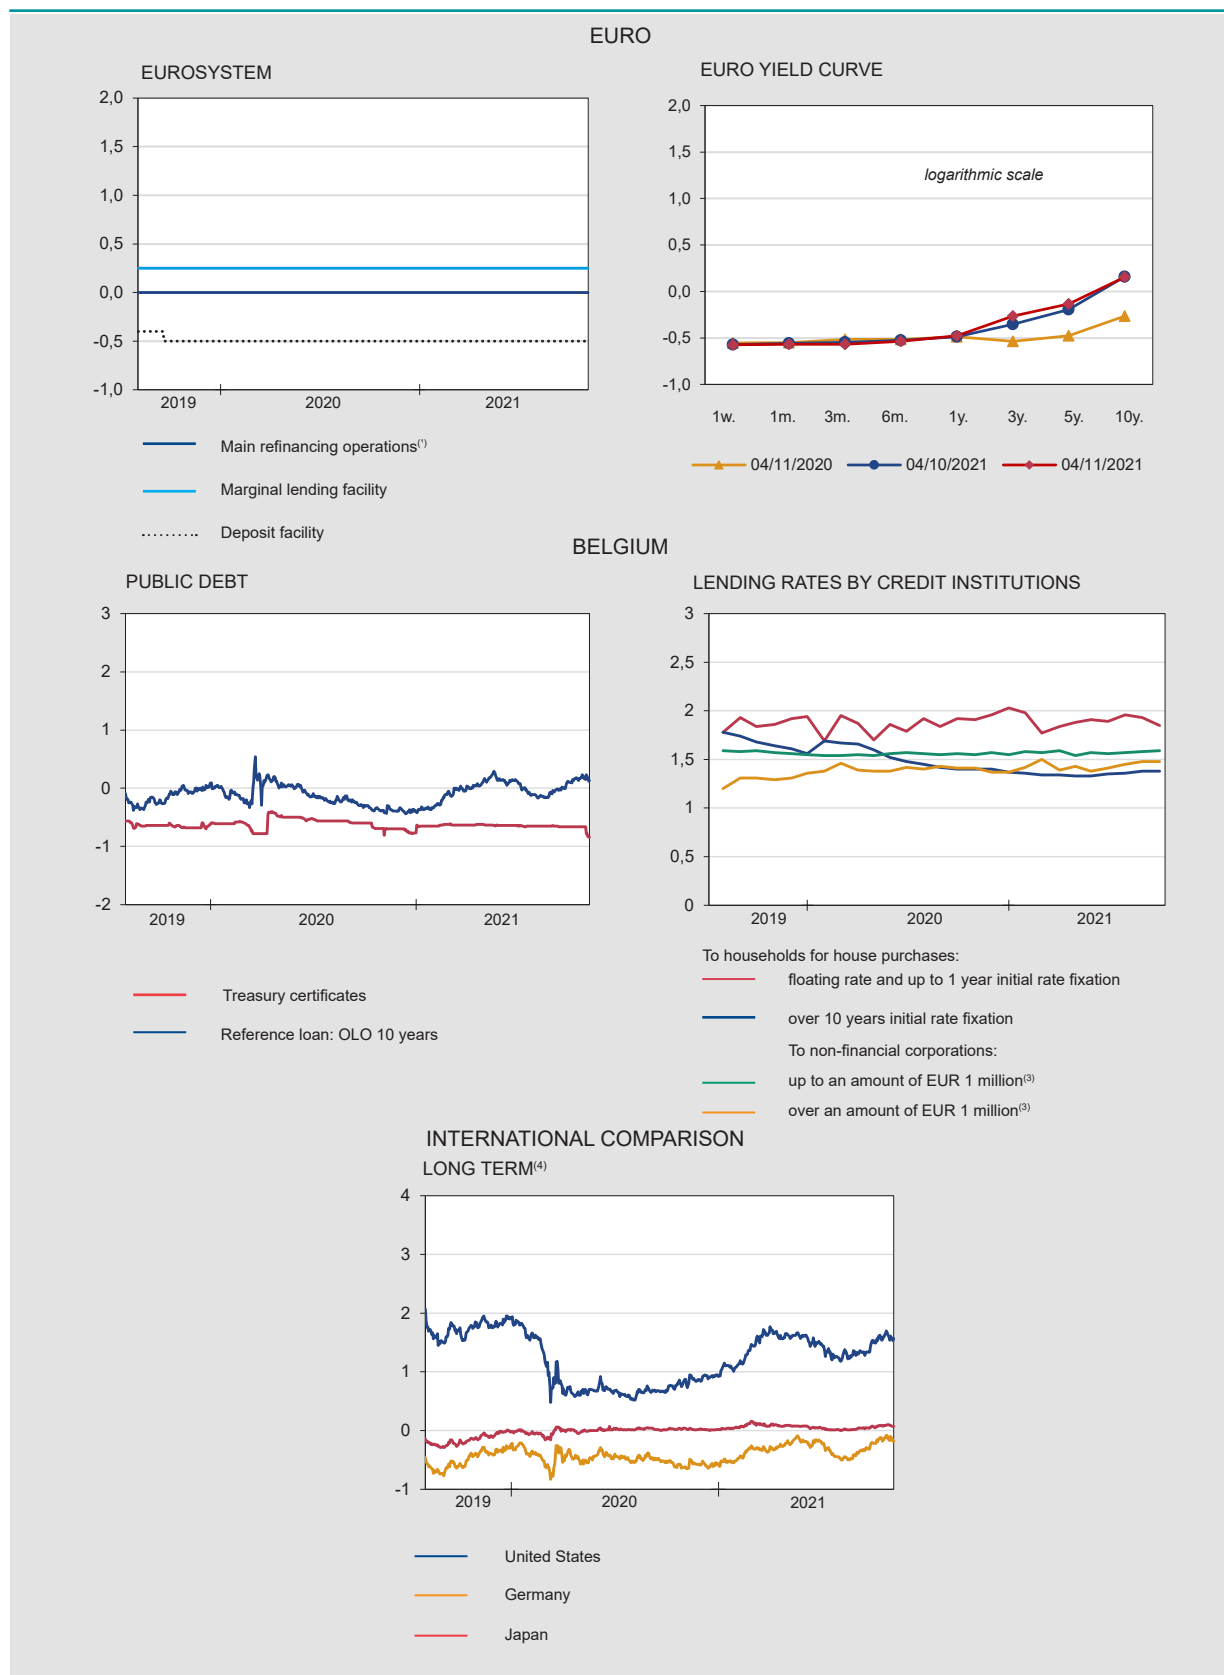 EURO
EUROSYSTEM
2,0
1,5
1,0
0,5
0,0
-0,5
-1,0
2019 2020 2021
Main refinancing operations(¹)
Marginal lending facility
Deposit facility
EURO YIELD CURVE
2,0
1,5
1,0
0,5
0,0
-0,5
-1,0
logarithmic scale
1w. 1m. 3m. 6m. 1y. 3y. 5y. 10y.
04/11/2020 04/10/2021 04/11/2021
BELGIUM
PUBLIC DEBT
3
2
1
0
-1
-2
2019 2020 2021
Treasury certificates
Reference loan: OLO 10 years
LENDING RATES BY CREDIT INSTITUTIONS
3
2,5
2
1,5
1
0,5
0
2019 2020 2021
To households for house purchases:
floating rate and up to 1 year initial rate fixation
over 10 years initial rate fixation
To non-financial corporations:
up to an amount of EUR 1 million(3)
over an amount of EUR 1 million(3)
INTERNATIONAL COMPARISON
LONG TERM(4)
4
3
2
1
0
-1
2019 2020 2021
United States
Germany
Japan